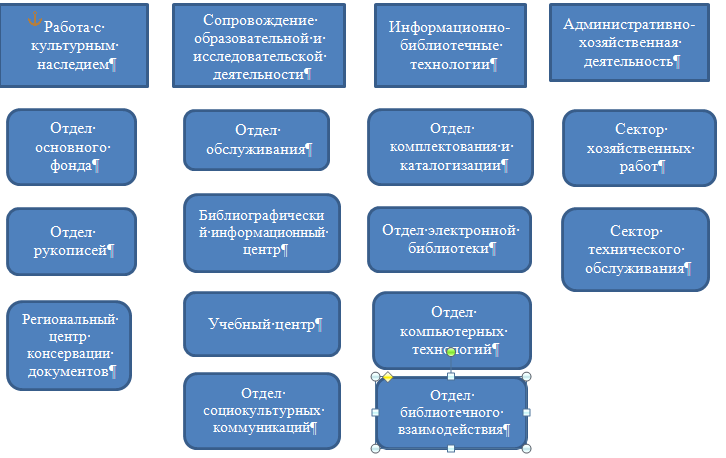 Работа с
культурным
наследием¶
Сопровождение
образовательной и
исследовательской
деятельности¶
Информационно-
библиотечные
технологии¶
Административно-
хозяйственная
деятельность¶
Отдел
основного
фонда¶
Отдел
обслуживания¶
Отдел
комплектования и
каталогизации¶
Сектор
хозяйственных
работ¶
Отдел
рукописей¶
Библиографически
й информационный
центр¶
Отдел электронной
библиотеки¶
Сектор
технического
обслуживания¶
Региональный
центр
консервации
документов¶
Учебный центр¶
Отдел
компьютерных
технологий¶
Отдел
социокультурных
коммуникаций¶
Отдел
библиотечного
взаимодействия¶